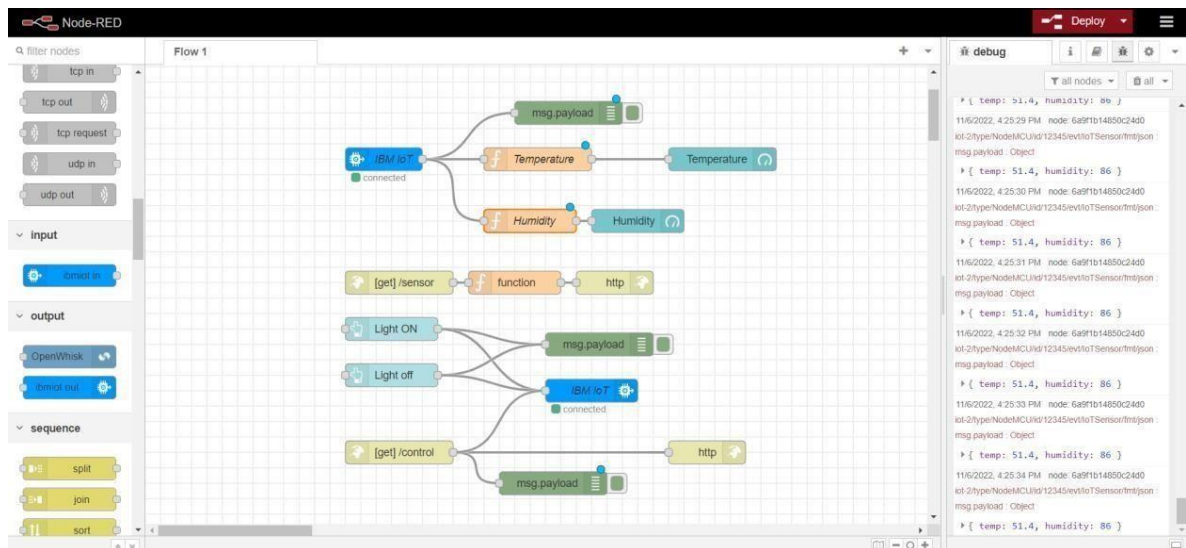 Node-RED
Deploy
filter nodes
tcp in
tcp out
tcp request
udp in
udp out
input
ibmiot in
output
OpenWhisk
ibmiot out
sequence
split
join
sort
Flow 1
msg.payload
IBM IoT
connected
Temperature
Temperature
Humidity
Humidity
[get] /sensor
function
http
Light ON
msg.payload
Light off
IBM IoT
connected
[get] /control
http
msg.payload
debug
all nodes
all
{ temp: 51.4, humidity: 86 }
11/6/2022, 4:25:29 PM node: 6a9f1b14850c24d0
iot-2/type/NodeMCU/id/12345/evt/IoTSensor/fmt/json :
msg.payload : Object
{ temp: 51.4, humidity: 86 }
11/6/2022, 4:25:30 PM node: 6a9f1b14850c24d0
iot-2/type/NodeMCU/id/12345/evt/IoTSensor/fmt/json :
msg.payload : Object
{ temp: 51.4, humidity: 86 }
11/6/2022, 4:25:31 PM node: 6a9f1b14850c24d0
iot-2/type/NodeMCU/id/12345/evt/IoTSensor/fmt/json :
msg.payload : Object
{ temp: 51.4, humidity: 86 }
11/6/2022, 4:25:32 PM node: 6a9f1b14850c24d0
iot-2/type/NodeMCU/id/12345/evt/IoTSensor/fmt/json :
msg.payload : Object
{ temp: 51.4, humidity: 86 }
11/6/2022, 4:25:33 PM node: 6a9f1b14850c24d0
iot-2/type/NodeMCU/id/12345/evt/IoTSensor/fmt/json :
msg.payload : Object
{ temp: 51.4, humidity: 86 }
11/6/2022, 4:25:34 PM node: 6a9f1b14850c24d0
iot-2/type/NodeMCU/id/12345/evt/IoTSensor/fmt/json :
msg.payload : Object
{ temp: 51.4, humidity: 86 }